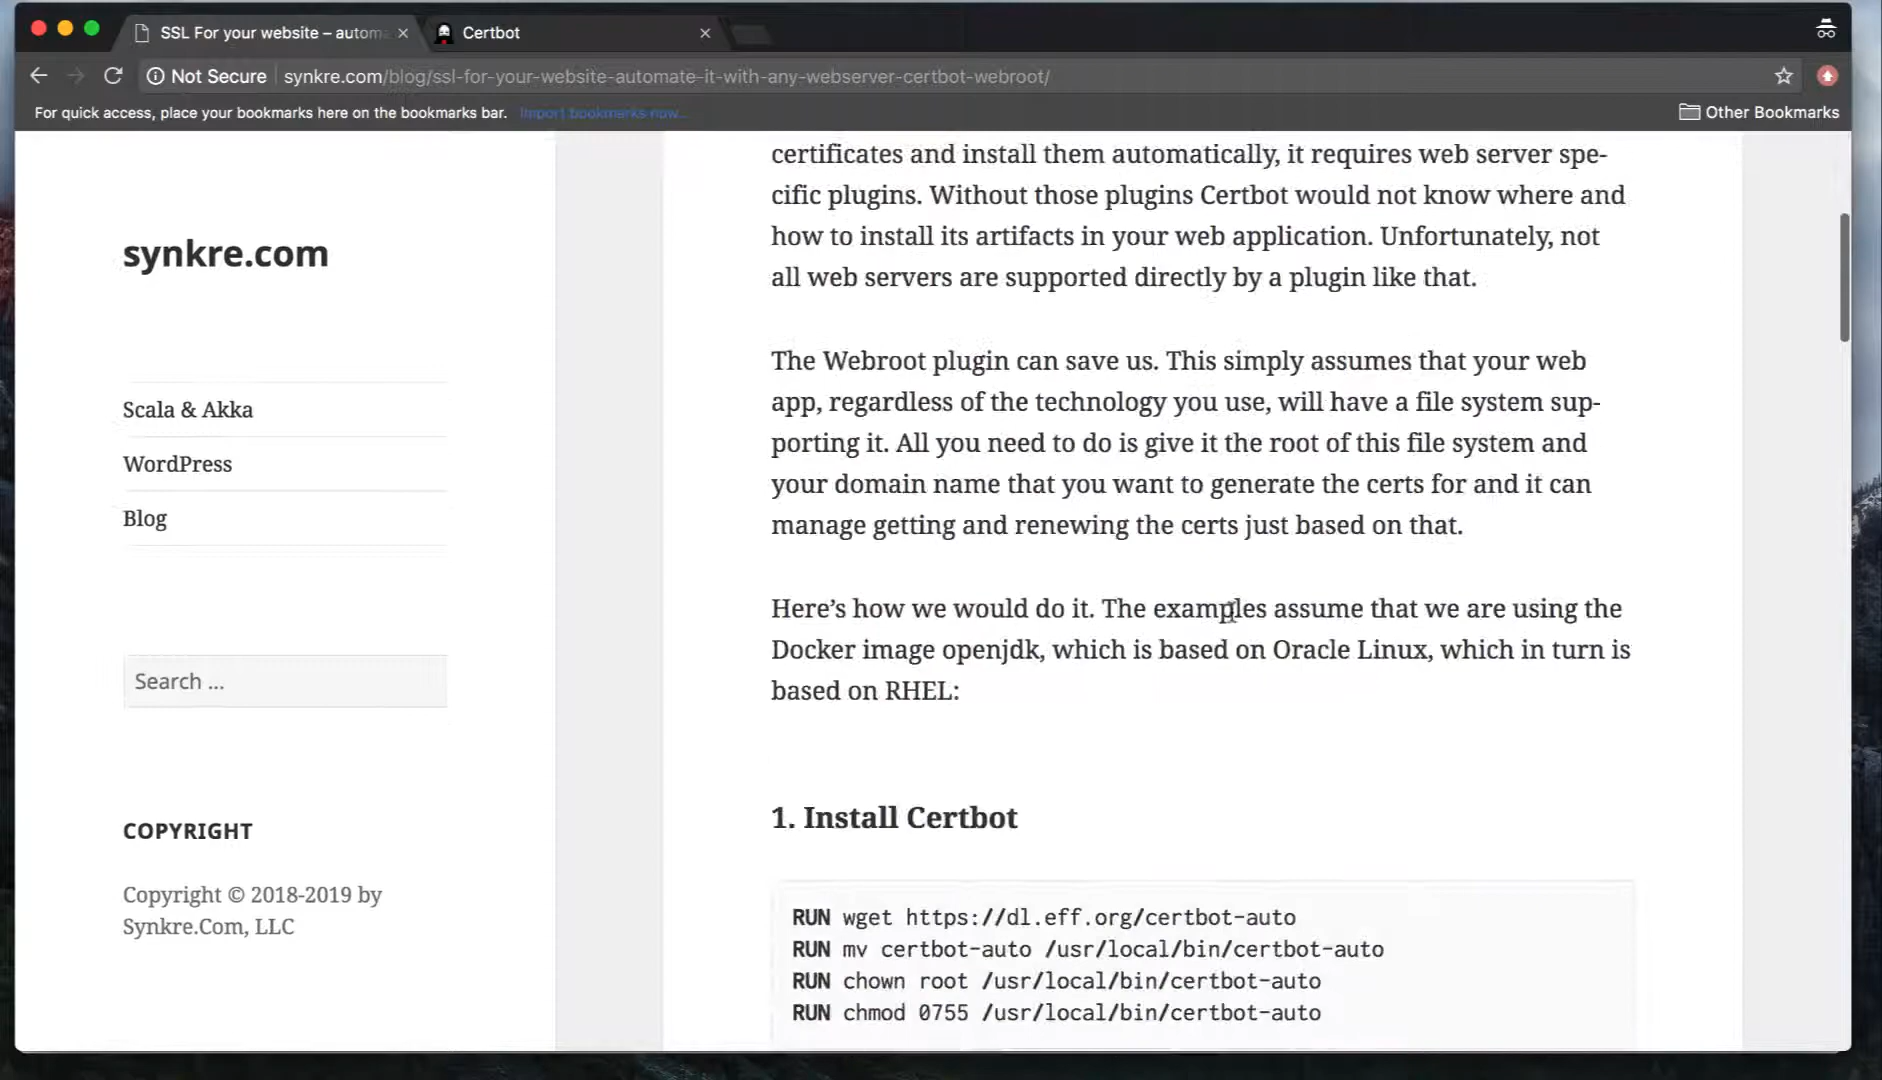 SSL For your website – autom
Certbot
Not Secure
synkre.com/blog/ssl-for-your-website-automate-it-with-any-webserver-certbot-webroot/
For quick access, place your bookmarks here on the bookmarks bar. Import bookmarks now...
Other Bookmarks
synkre.com
Scala & Akka
WordPress
Blog
Search ...
COPYRIGHT
Copyright © 2018-2019 by
Synkre.Com, LLC
certificates and install them automatically, it requires web server spe-
cific plugins. Without those plugins Certbot would not know where and
how to install its artifacts in your web application. Unfortunately, not
all web servers are supported directly by a plugin like that.
The Webroot plugin can save us. This simply assumes that your web
app, regardless of the technology you use, will have a file system sup-
porting it. All you need to do is give it the root of this file system and
your domain name that you want to generate the certs for and it can
manage getting and renewing the certs just based on that.
Here’s how we would do it. The examples assume that we are using the
Docker image openjdk, which is based on Oracle Linux, which in turn is
based on RHEL:
1. Install Certbot
RUN wget https://dl.eff.org/certbot-auto
RUN mv certbot-auto /usr/local/bin/certbot-auto
RUN chown root /usr/local/bin/certbot-auto
RUN chmod 0755 /usr/local/bin/certbot-auto